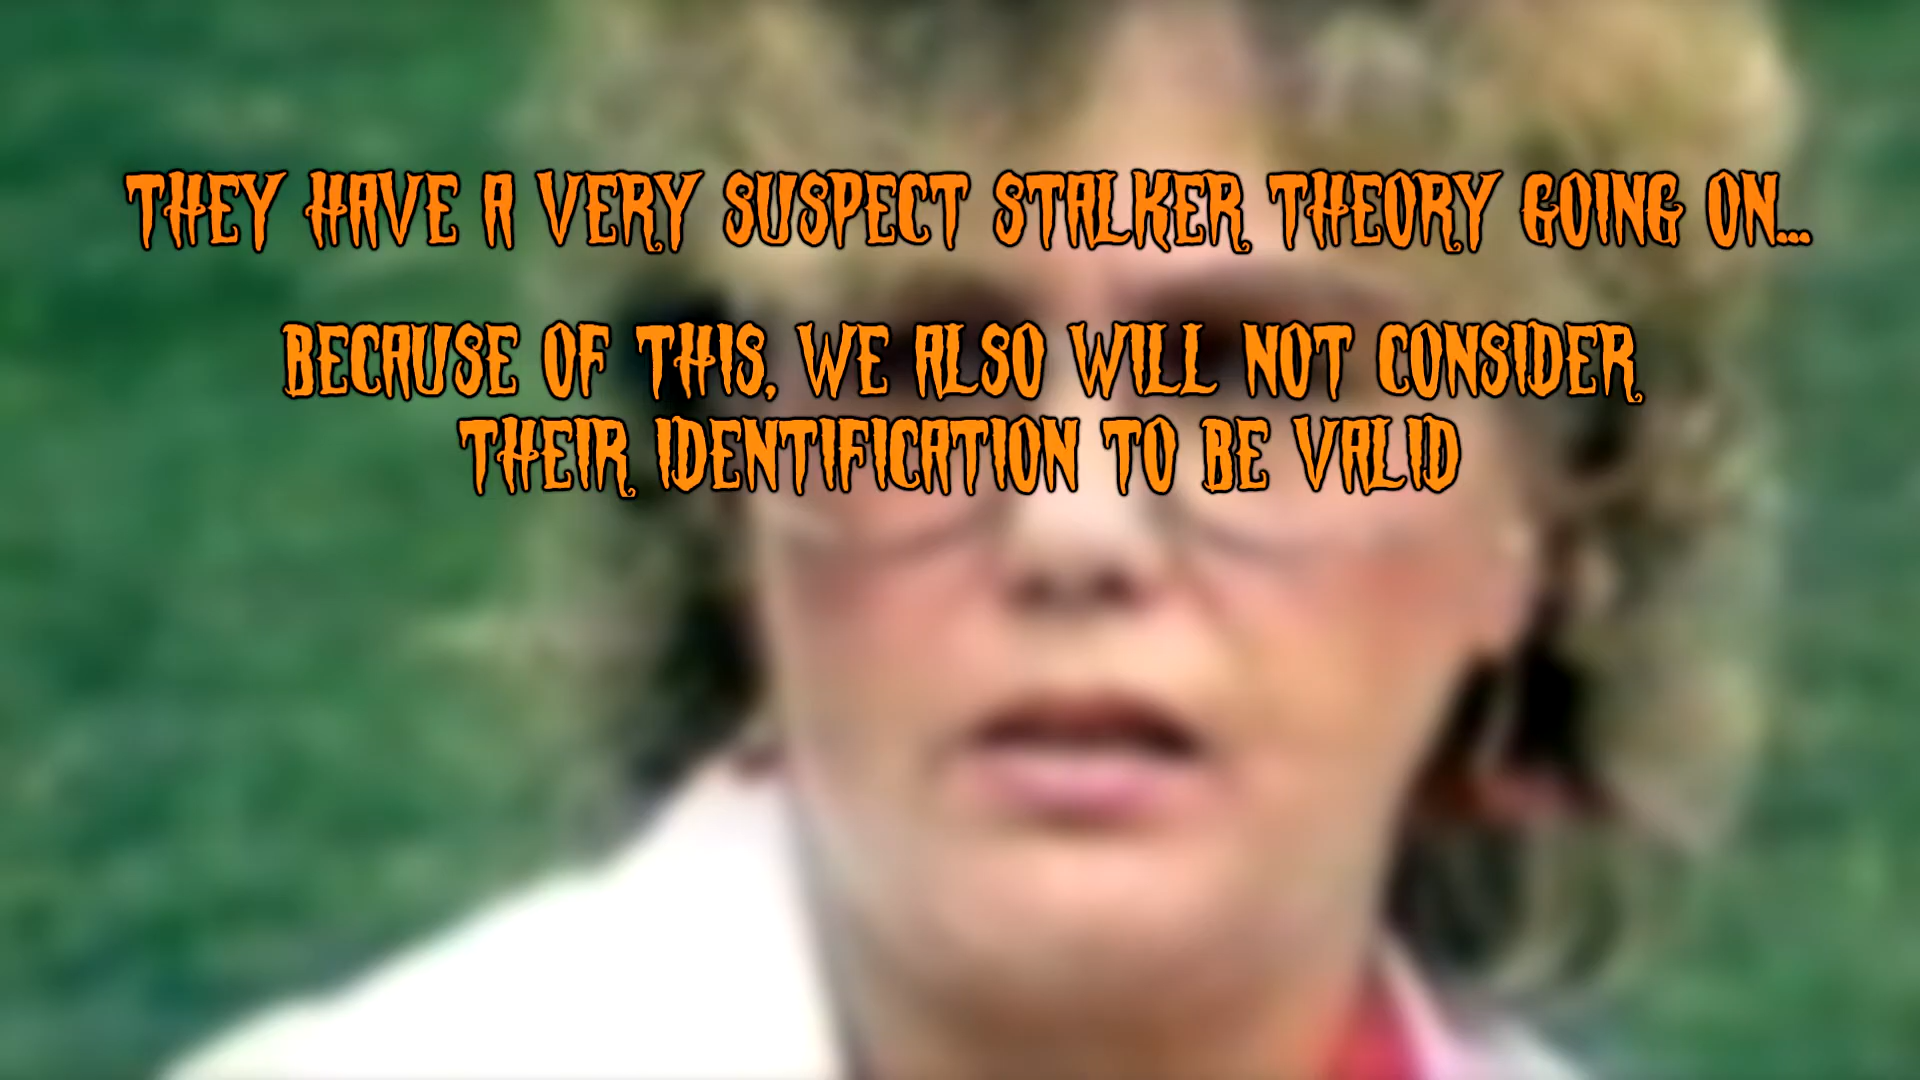 THEY HAVE A VERY SUSPECT STALKER THEORY GOING ON...
BECAUSE OF THIS, WE ALSO WILL NOT CONSIDER
THEIR IDENTIFICATION TO BE VALID